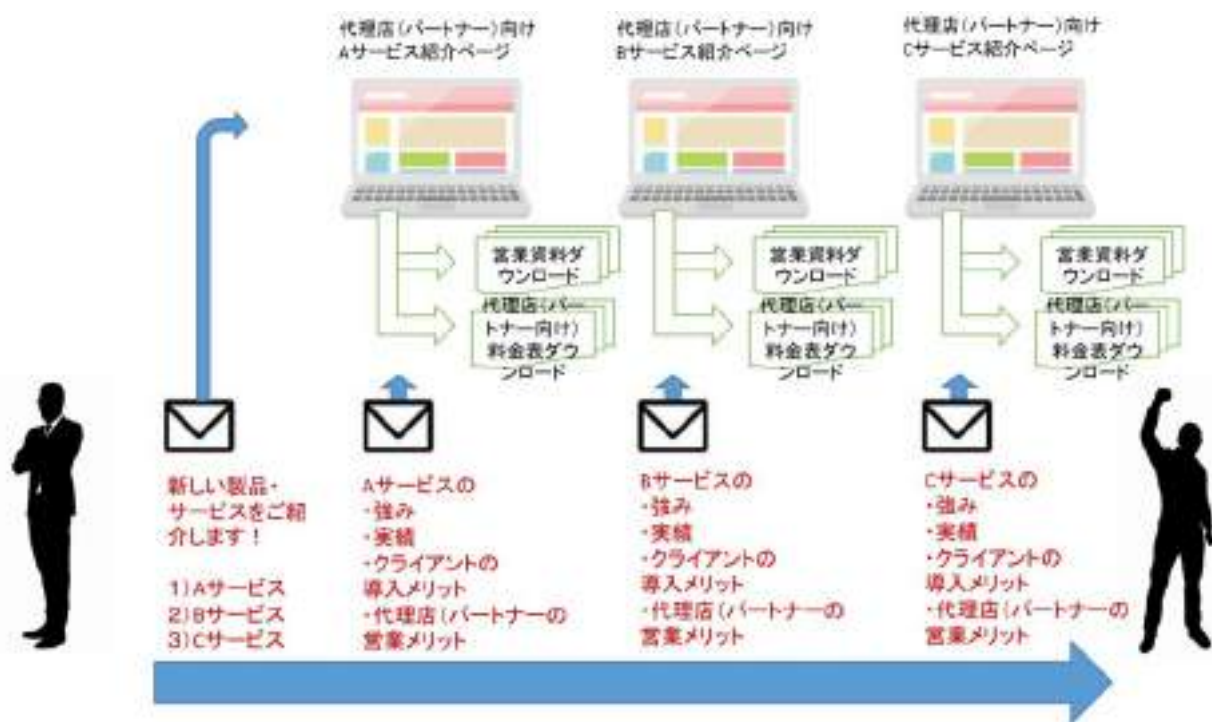 代理店(パートナー)向け
Aサービス紹介ページ
代理店(パートナー)向け
Bサービス紹介ページ
代理店(パートナー)向け
Cサービス紹介ページ
営業資料ダ
ウンロード
代理店(パー
トナー向け)
料金表ダウ
ンロード
営業資料ダ
ウンロード
代理店(パー
トナー向け)
料金表ダウ
ンロード
営業資料ダ
ウンロード
代理店(パー
トナー向け)
料金表ダウ
ンロード
新しい製品・
サービスをご紹
介します!
1)Aサービス
2)Bサービス
3)Cサービス
Aサービスの
・強み
・実績
・クライアントの
導入メリット
・代理店(パートナーの
営業メリット
Bサービスの
・強み
・実績
・クライアントの
導入メリット
・代理店(パートナーの
営業メリット
Cサービスの
・強み
・実績
・クライアントの
導入メリット
・代理店(パートナーの
営業メリット